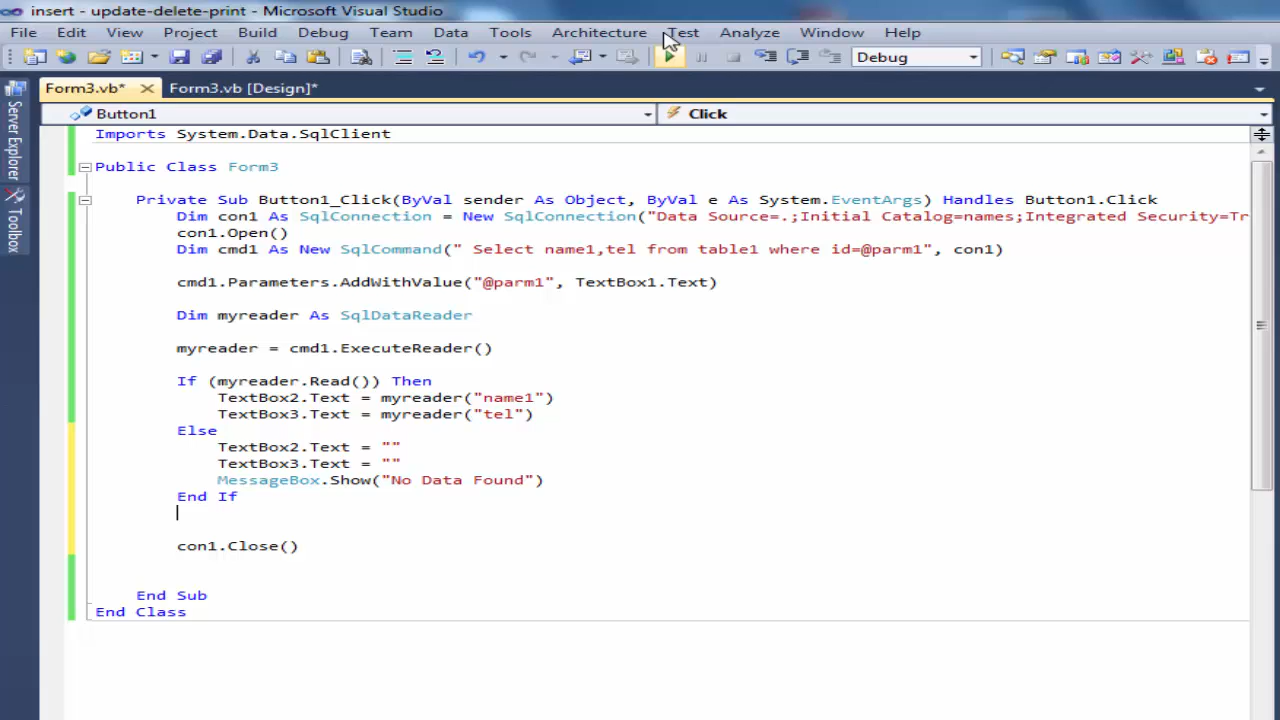 insert - update-delete-print - Microsoft Visual Studio
File Edit View Project Build Debug Team Data Tools Architecture Test Analyze Window Help
Debug
Form3.vb* Form3.vb [Design]*
Button1 Click
Server Explorer
Toolbox
Imports System.Data.SqlClient
Public Class Form3
Private Sub Button1_Click(ByVal sender As Object, ByVal e As System.EventArgs) Handles Button1.Click
Dim con1 As SqlConnection = New SqlConnection("Data Source=.;Initial Catalog=names;Integrated Security=Tr
con1.Open()
Dim cmd1 As New SqlCommand(" Select name1,tel from table1 where id=@parm1", con1)
cmd1.Parameters.AddWithValue("@parm1", TextBox1.Text)
Dim myreader As SqlDataReader
myreader = cmd1.ExecuteReader()
If (myreader.Read()) Then
TextBox2.Text = myreader("name1")
TextBox3.Text = myreader("tel")
Else
TextBox2.Text = ""
TextBox3.Text = ""
MessageBox.Show("No Data Found")
End If
con1.Close()
End Sub
End Class